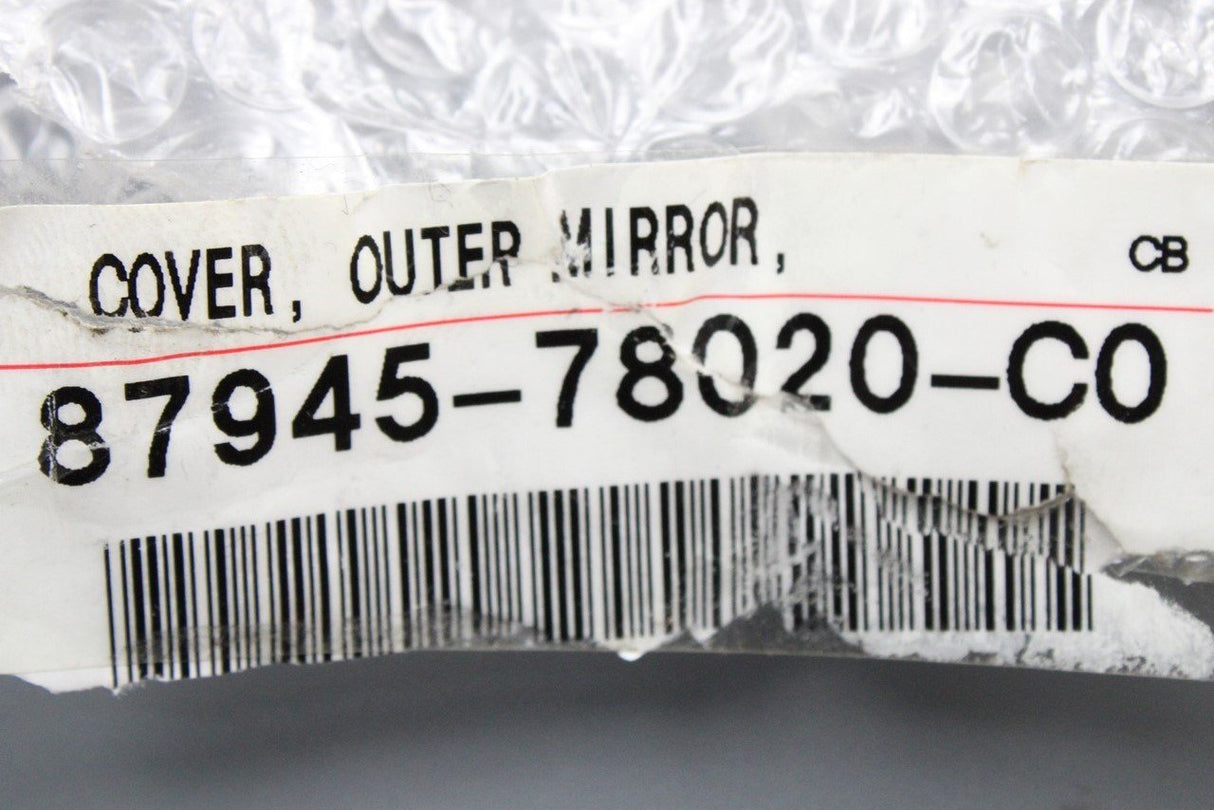 COVER, OUTER MIRROR, CB
87945-78020-C0